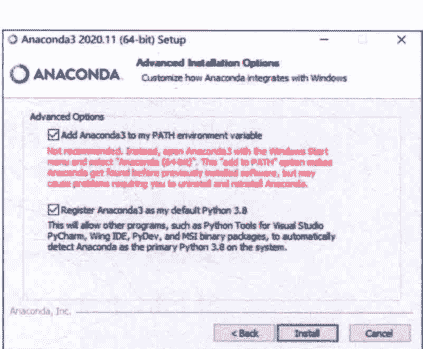 Anaconda3 2020.11 (64-bit) Setup
ANACONDA.
Advanced Installation Options
Customize how Anaconda integrates with Windows
Advanced Options
Add Anaconda3 to my PATH environment variable
Not recommended. Instead, open Anaconda3 with the Windows Start
menu and select "Anaconda (64-bit)". This "add to PATH" option makes
Anaconda get found before previously installed software, but may
cause problems requiring you to uninstall and reinstall Anaconda.
Register Anaconda3 as my default Python 3.8
This will allow other programs, such as Python Tools for Visual Studio
PyCharm, Wing IDE, PyDev, and MSI binary packages, to automatically
detect Anaconda as the primary Python 3.8 on the system.
Anaconda, Inc.
< Back
Install
Cancel